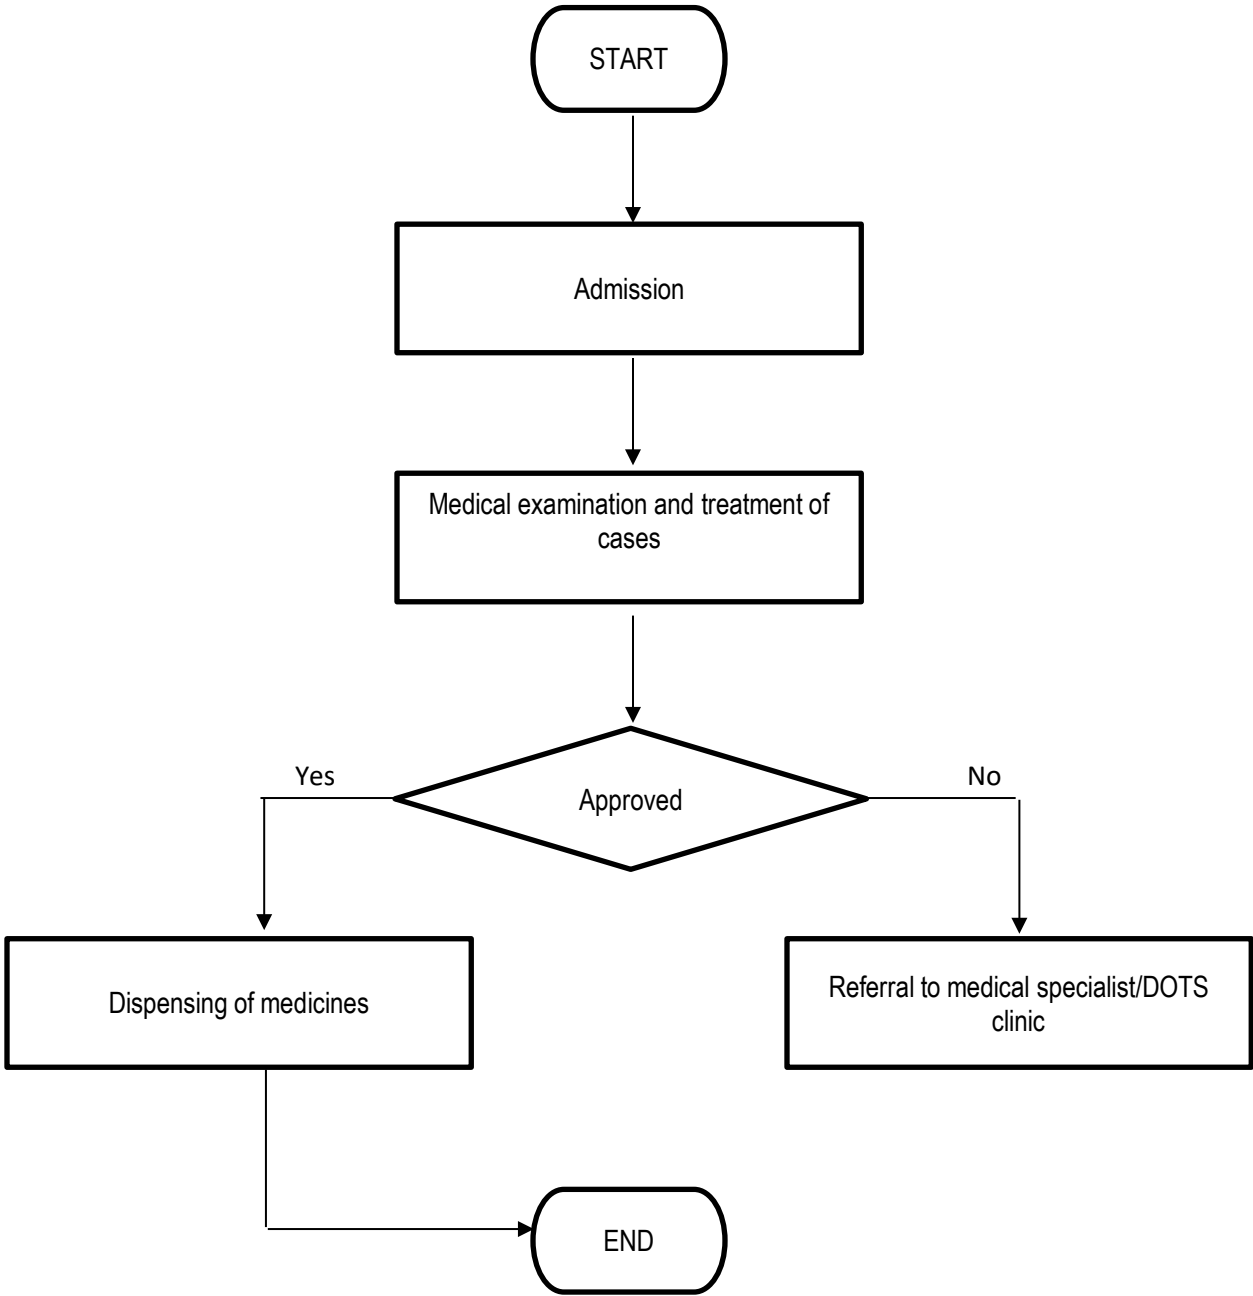 START
Admission
Medical examination and treatment of
cases
Yes
No
Approved
Dispensing of medicines
Referral to medical specialist/DOTS
clinic
END